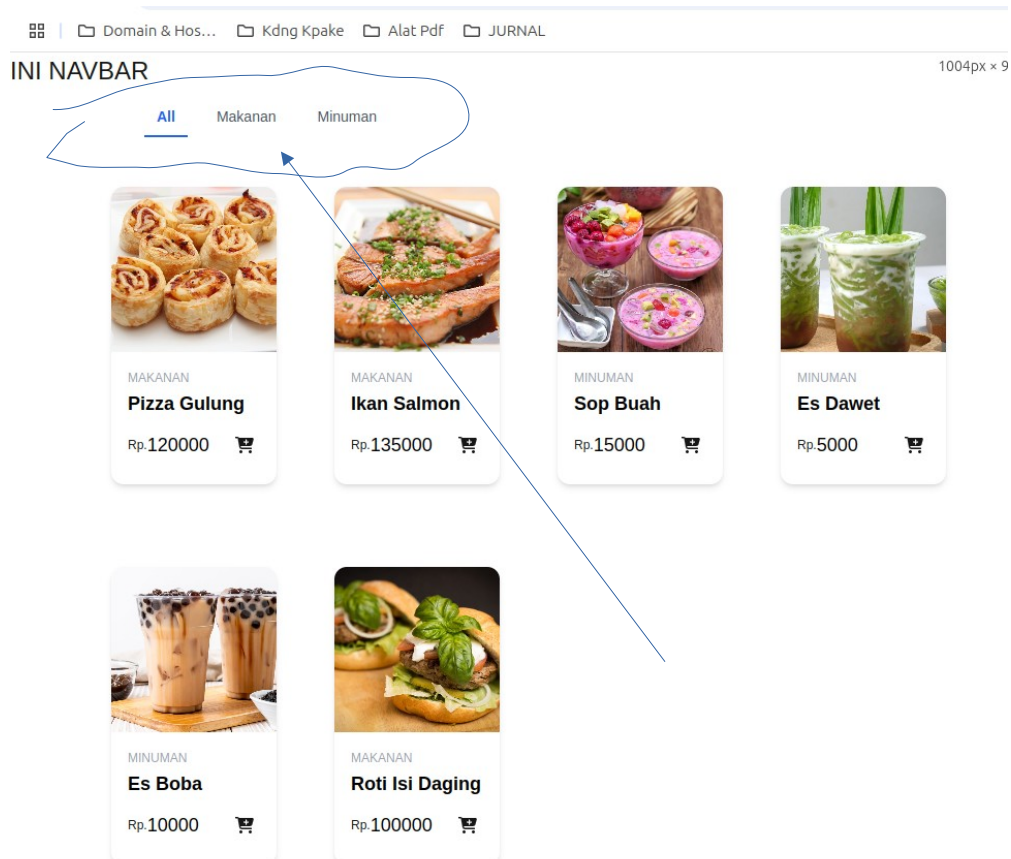 Domain & Hos... Kdng Kpake Alat Pdf JURNAL
INI NAVBAR
1004px × 9
All Makanan Minuman
MAKANAN
Pizza Gulung
Rp.120000
MAKANAN
Ikan Salmon
Rp.135000
MINUMAN
Sop Buah
Rp.15000
MINUMAN
Es Dawet
Rp.5000
MINUMAN
Es Boba
Rp.10000
MAKANAN
Roti Isi Daging
Rp.100000